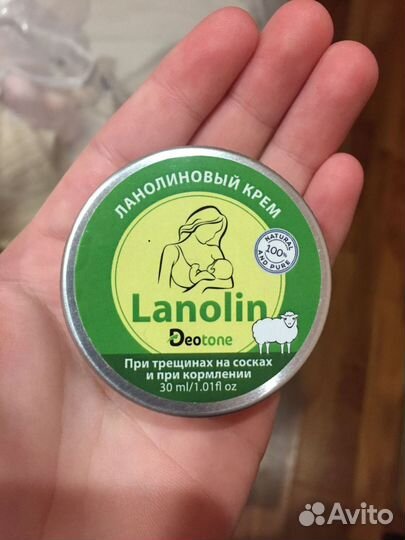 ЛАНОЛИНОВЫЙ КРЕМ
NATURAL
100%
AND PURE
Lanolin
Deotone
При трещинах на сосках
и при кормлении
30 ml/1.01fl oz
Avito